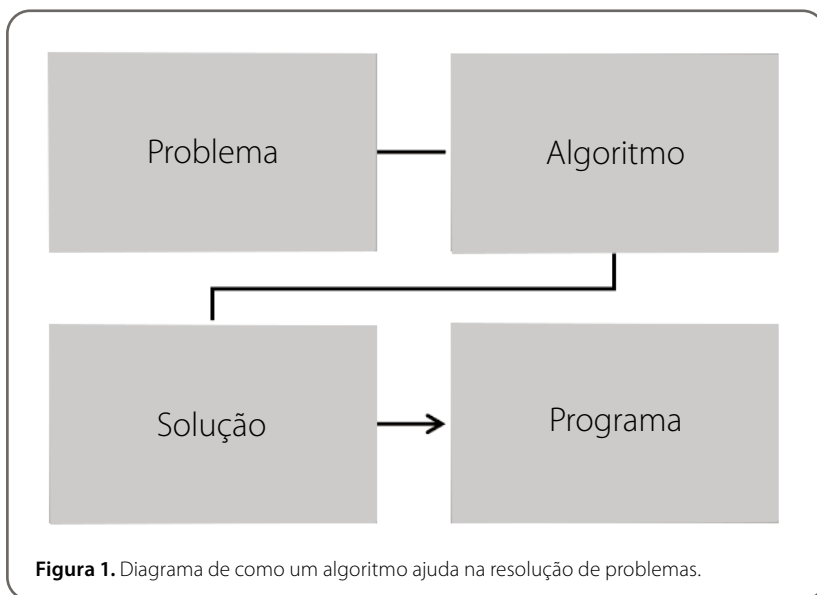 Problema
Algoritmo
Solução
Programa
Figura 1. Diagrama de como um algoritmo ajuda na resolução de problemas.